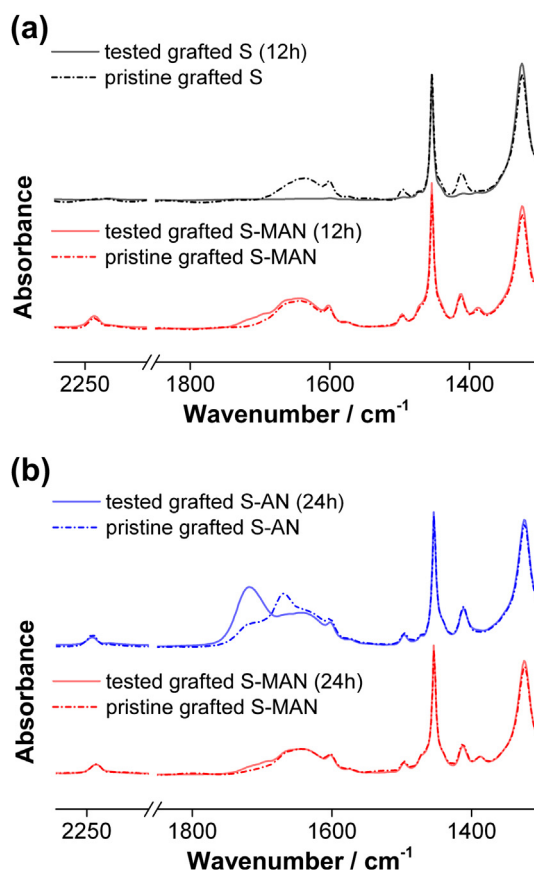 (a)
tested grafted S (12h)
pristine grafted S
tested grafted S-MAN (12h)
pristine grafted S-MAN
Absorbance
2250 1800 1600 1400
Wavenumber / cm⁻¹
(b)
tested grafted S-AN (24h)
pristine grafted S-AN
tested grafted S-MAN (24h)
pristine grafted S-MAN
Absorbance
2250 1800 1600 1400
Wavenumber / cm⁻¹